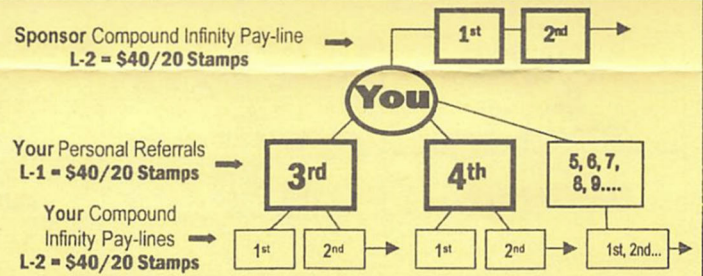 Sponsor Compound Infinity Pay-line
L-2 = $40/20 Stamps
1st
2nd
You
Your Personal Referrals
L-1 = $40/20 Stamps
3rd
4th
5, 6, 7,
8, 9....
Your Compound
Infinity Pay-lines
L-2 = $40/20 Stamps
1st
2nd
1st
2nd
1st, 2nd...